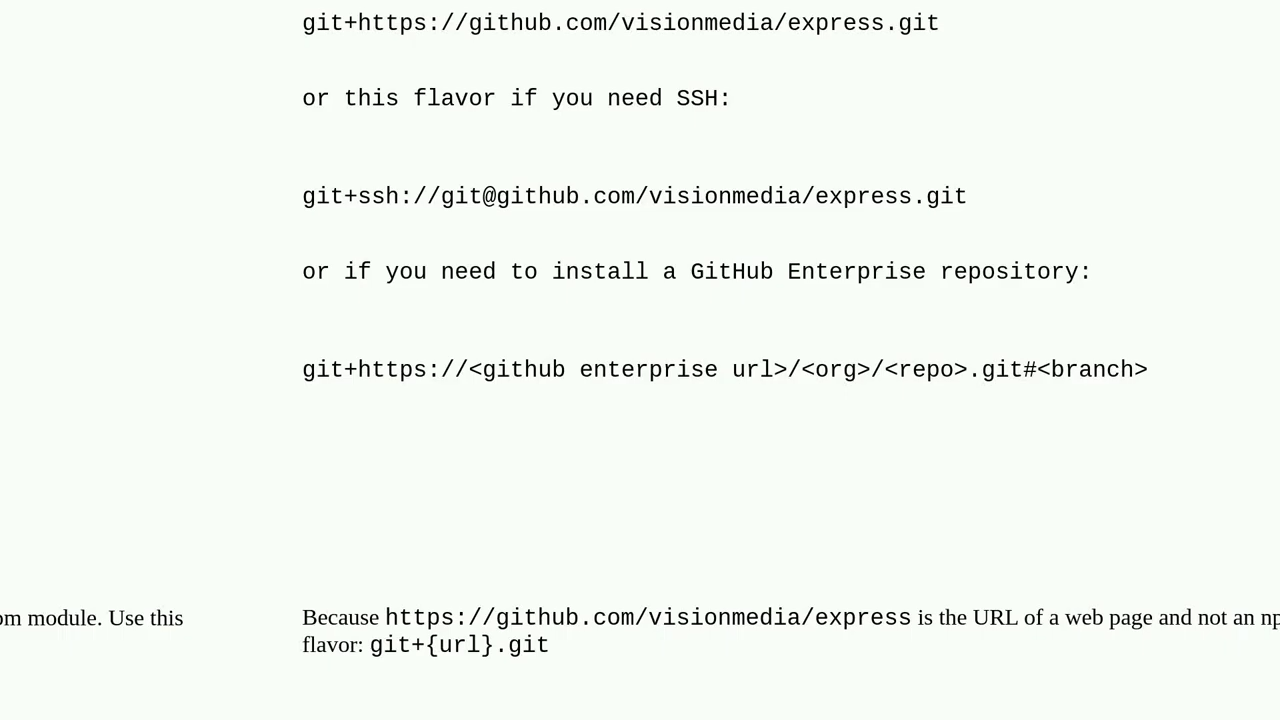 git+https://github.com/visionmedia/express.git
or this flavor if you need SSH:
git+ssh://git@github.com/visionmedia/express.git
or if you need to install a GitHub Enterprise repository:
git+https://<github enterprise url>/<org>/<repo>.git#<branch>
module. Use this
Because https://github.com/visionmedia/express is the URL of a web page and not an
flavor: git+{url}.git